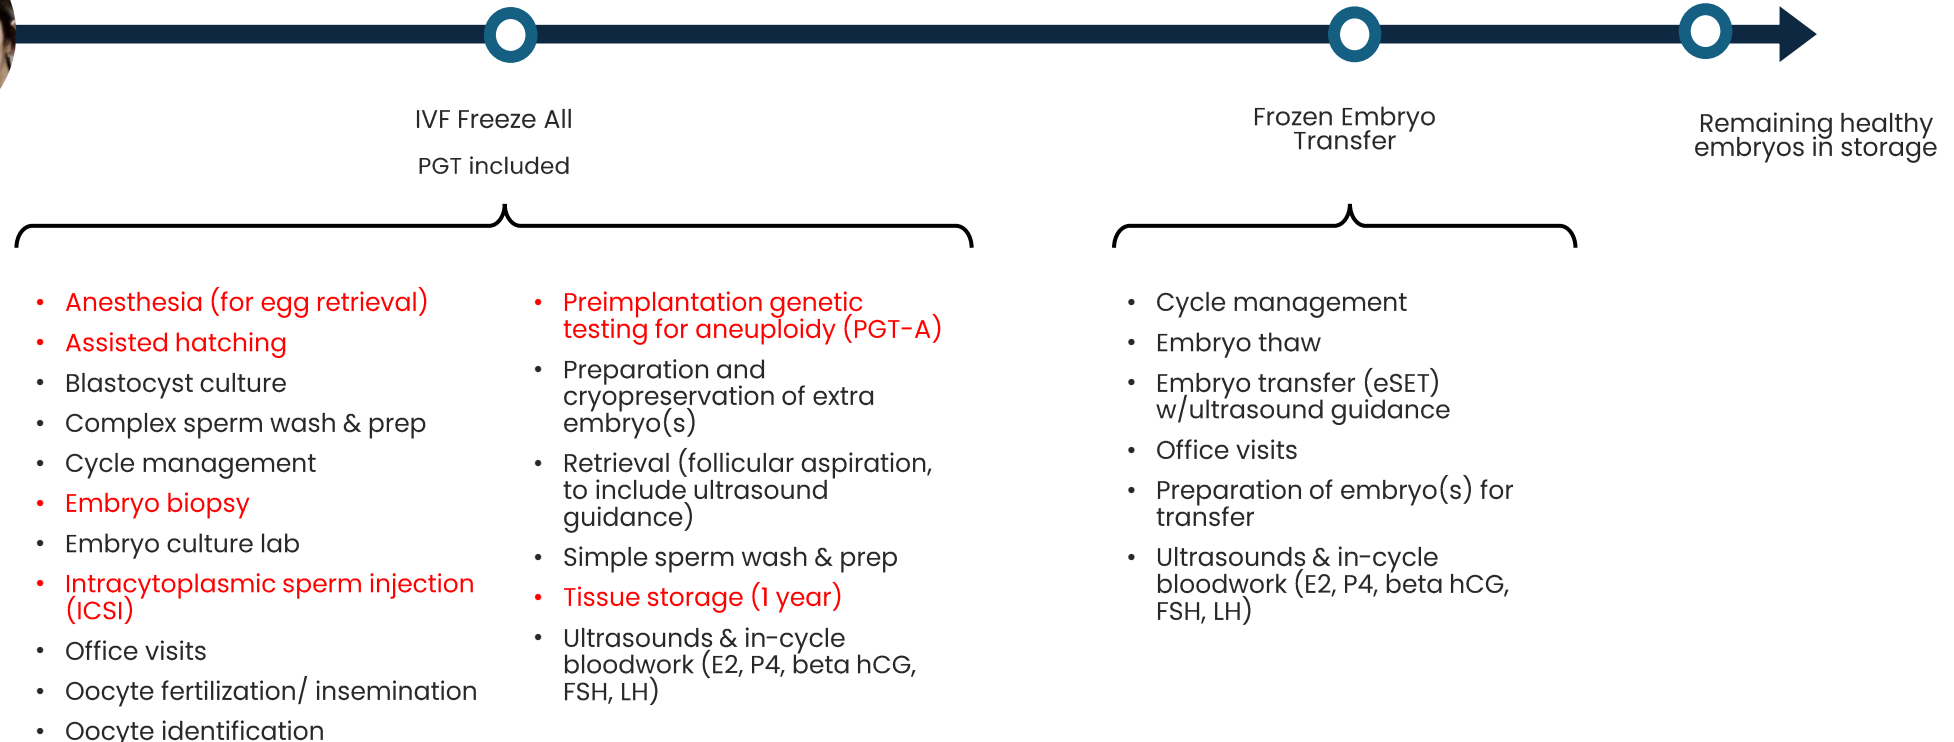 IVF Freeze All
PGT included
• Anesthesia (for egg retrieval)
• Assisted hatching
• Blastocyst culture
• Complex sperm wash & prep
• Cycle management
• Embryo biopsy
• Embryo culture lab
• Intracytoplasmic sperm injection
(ICSI)
• Office visits
• Oocyte fertilization/ insemination
• Oocyte identification
• Preimplantation genetic
testing for aneuploidy (PGT-A)
• Preparation and
cryopreservation of extra
embryo(s)
• Retrieval (follicular aspiration,
to include ultrasound
guidance)
• Simple sperm wash & prep
• Tissue storage (1 year)
• Ultrasounds & in-cycle
bloodwork (E2, P4, beta hCG,
FSH, LH)
Frozen Embryo
Transfer
• Cycle management
• Embryo thaw
• Embryo transfer (eSET)
w/ultrasound guidance
• Office visits
• Preparation of embryo(s) for
transfer
• Ultrasounds & in-cycle
bloodwork (E2, P4, beta hCG,
FSH, LH)
Remaining healthy
embryos in storage